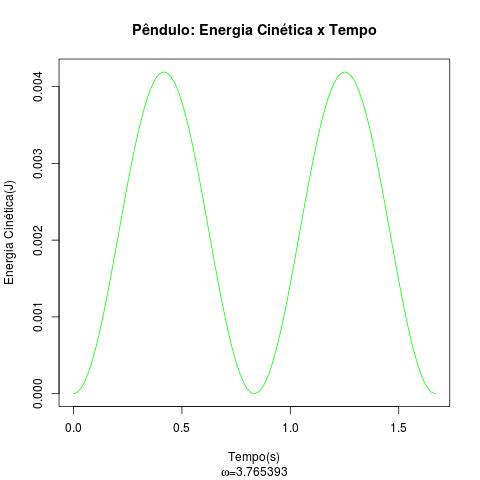 Pêndulo: Energia Cinética x Tempo
Energia Cinética(J)
0.004
0.003
0.002
0.001
0.000
0.0 0.5 1.0 1.5
Tempo(s)
ω=3.765393